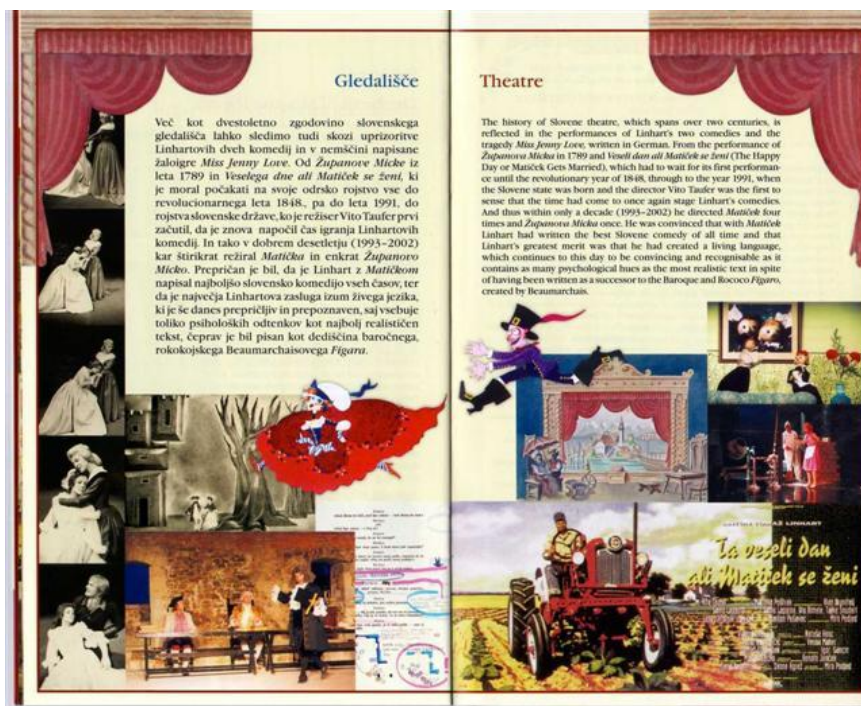 Gledališče
Več kot dvestoletno zgodovino slovenskega
gledališča lahko sledimo tudi skozi uprizoritve
Linhartovih dveh komedij in v nemščini napisane
žaloigre Miss Jenny Love. Od Županove Micke iz
leta 1789 in Veselega dne ali Matiček se ženi, ki
je moral počakati na svoje odrsko rojstvo vse do
revolucionarnega leta 1848., pa do leta 1991, do
rojstva slovenske države, ko je režiser Vito Taufer prvi
začutil, da je znova napočil čas igranja Linhartovih
komedij. In tako v dobrem desetletju (1993–2002)
kar štirikrat režiral Matička in enkrat Županovo
Micko. Prepričan je bil, da je Linhart z Matičkom
napisal najboljšo slovensko komedijo vseh časov, ter
da je največja Linhartova zasluga izum živega jezika,
ki je še danes prepričljiv in prepoznaven, saj vsebuje
toliko psiholoških odtenkov kot najbolj realističen
tekst, čeprav je bil pisan kot dediščina baročnega,
rokokojskega Beaumarchaisovega Figara.
Theatre
The history of Slovene theatre, which spans over two centuries, is
reflected in the performances of Linhart's two comedies and the
tragedy Miss Jenny Love, written in German. From the performance of
Županova Micka in 1789 and Veseli dan ali Matiček se ženi (The Happy
Day or Matiček Gets Married), which had to wait for its first performan-
ce until the revolutionary year of 1848, through to the year 1991, when
the Slovene state was born and the director Vito Taufer was the first to
sense that the time had come to once again stage Linhart's comedies.
And thus within only a decade (1993–2002) he directed Matiček four
times and Županova Micka once. He was convinced that with Matiček
Linhart had written the best Slovene comedy of all time and that
Linhart's greatest merit was that he had created a living language,
which continues to this day to be convincing and recognisable as it
contains as many psychological hues as the most realistic text in spite
of having been written as a successor to the Baroque and Rococo Figaro,
created by Beaumarchais.
TOMAŽ LINHART
Ta veseli dan
ali Matiček se ženi